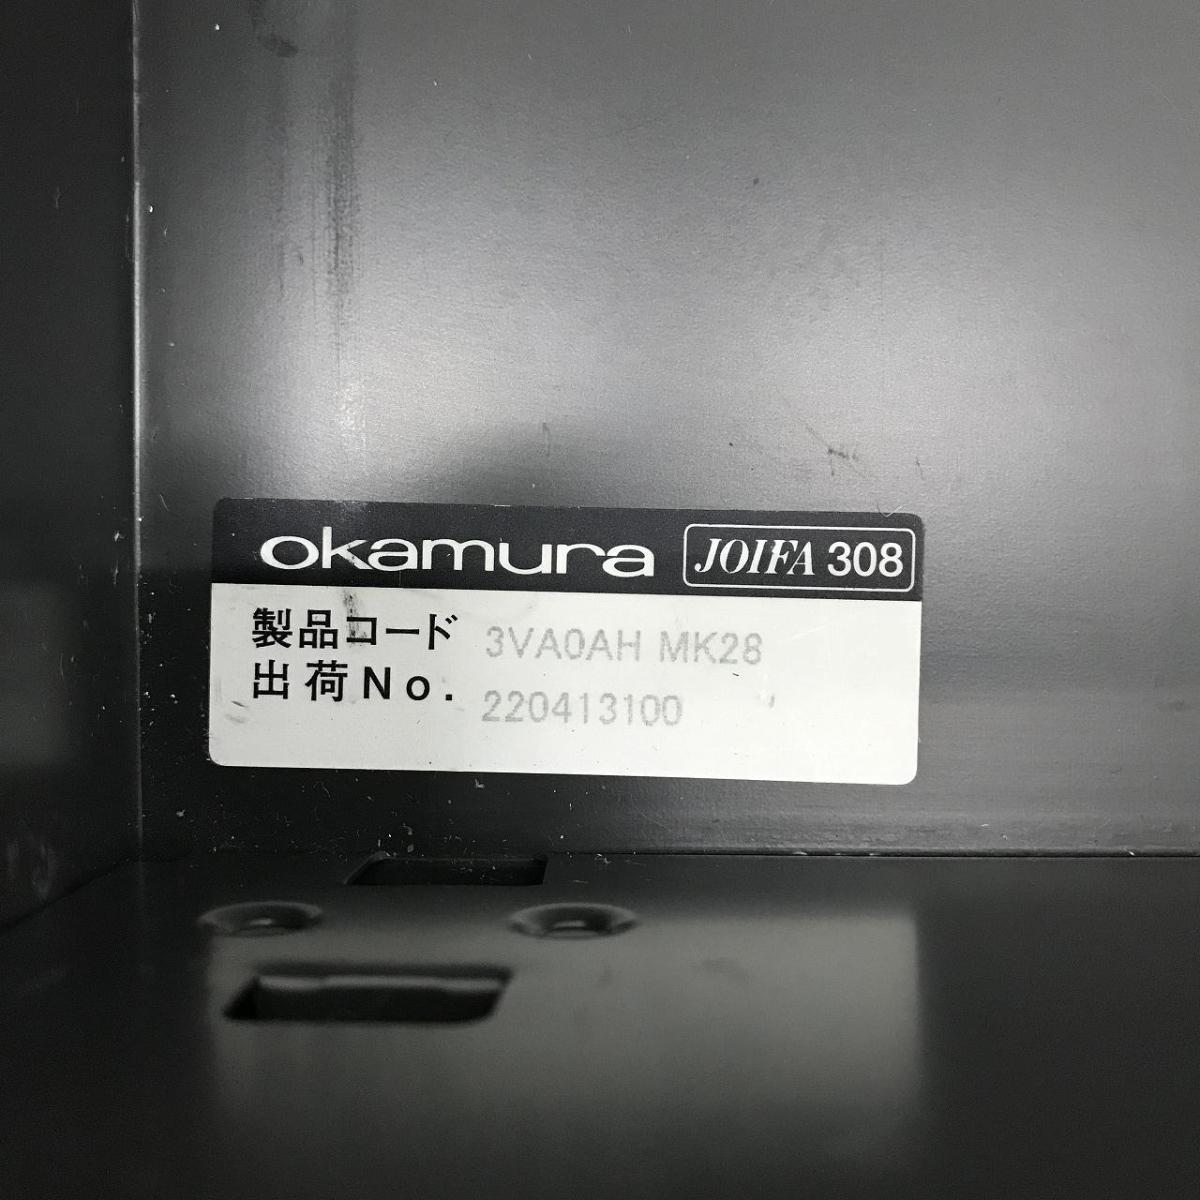 okamura JOIFA 308
製品コード 3VA0AH MK28
出荷No. 220413100